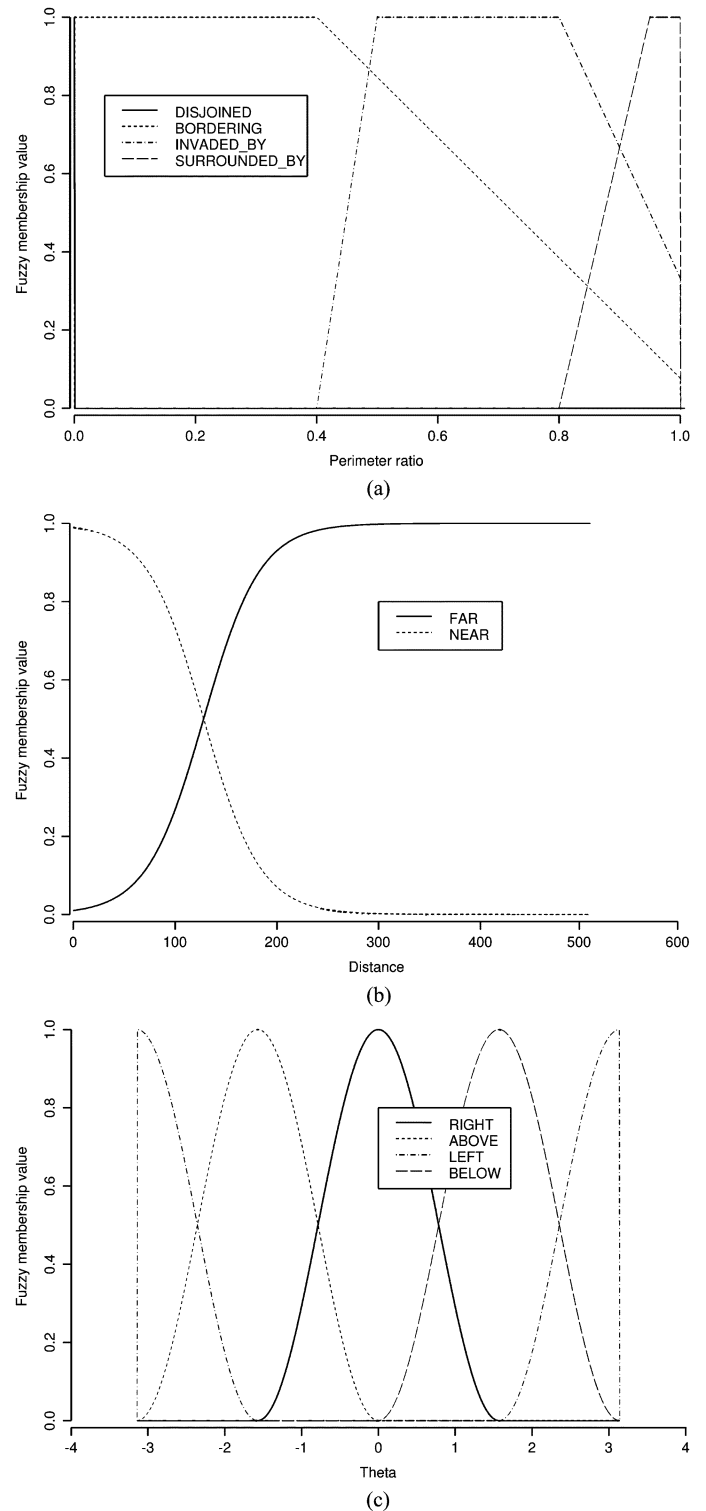 1.0
0.8
0.6
0.4
0.2
0.0
Fuzzy membership value
DISJOINED
BORDERING
INVADED_BY
SURROUNDED_BY
0.0 0.2 0.4 0.6 0.8 1.0
Perimeter ratio
(a)
1.0
0.8
0.6
0.4
0.2
0.0
Fuzzy membership value
FAR
NEAR
0 100 200 300 400 500 600
Distance
(b)
1.0
0.8
0.6
0.4
0.2
0.0
Fuzzy membership value
RIGHT
ABOVE
LEFT
BELOW
-4 -3 -2 -1 0 1 2 3 4
Theta
(c)